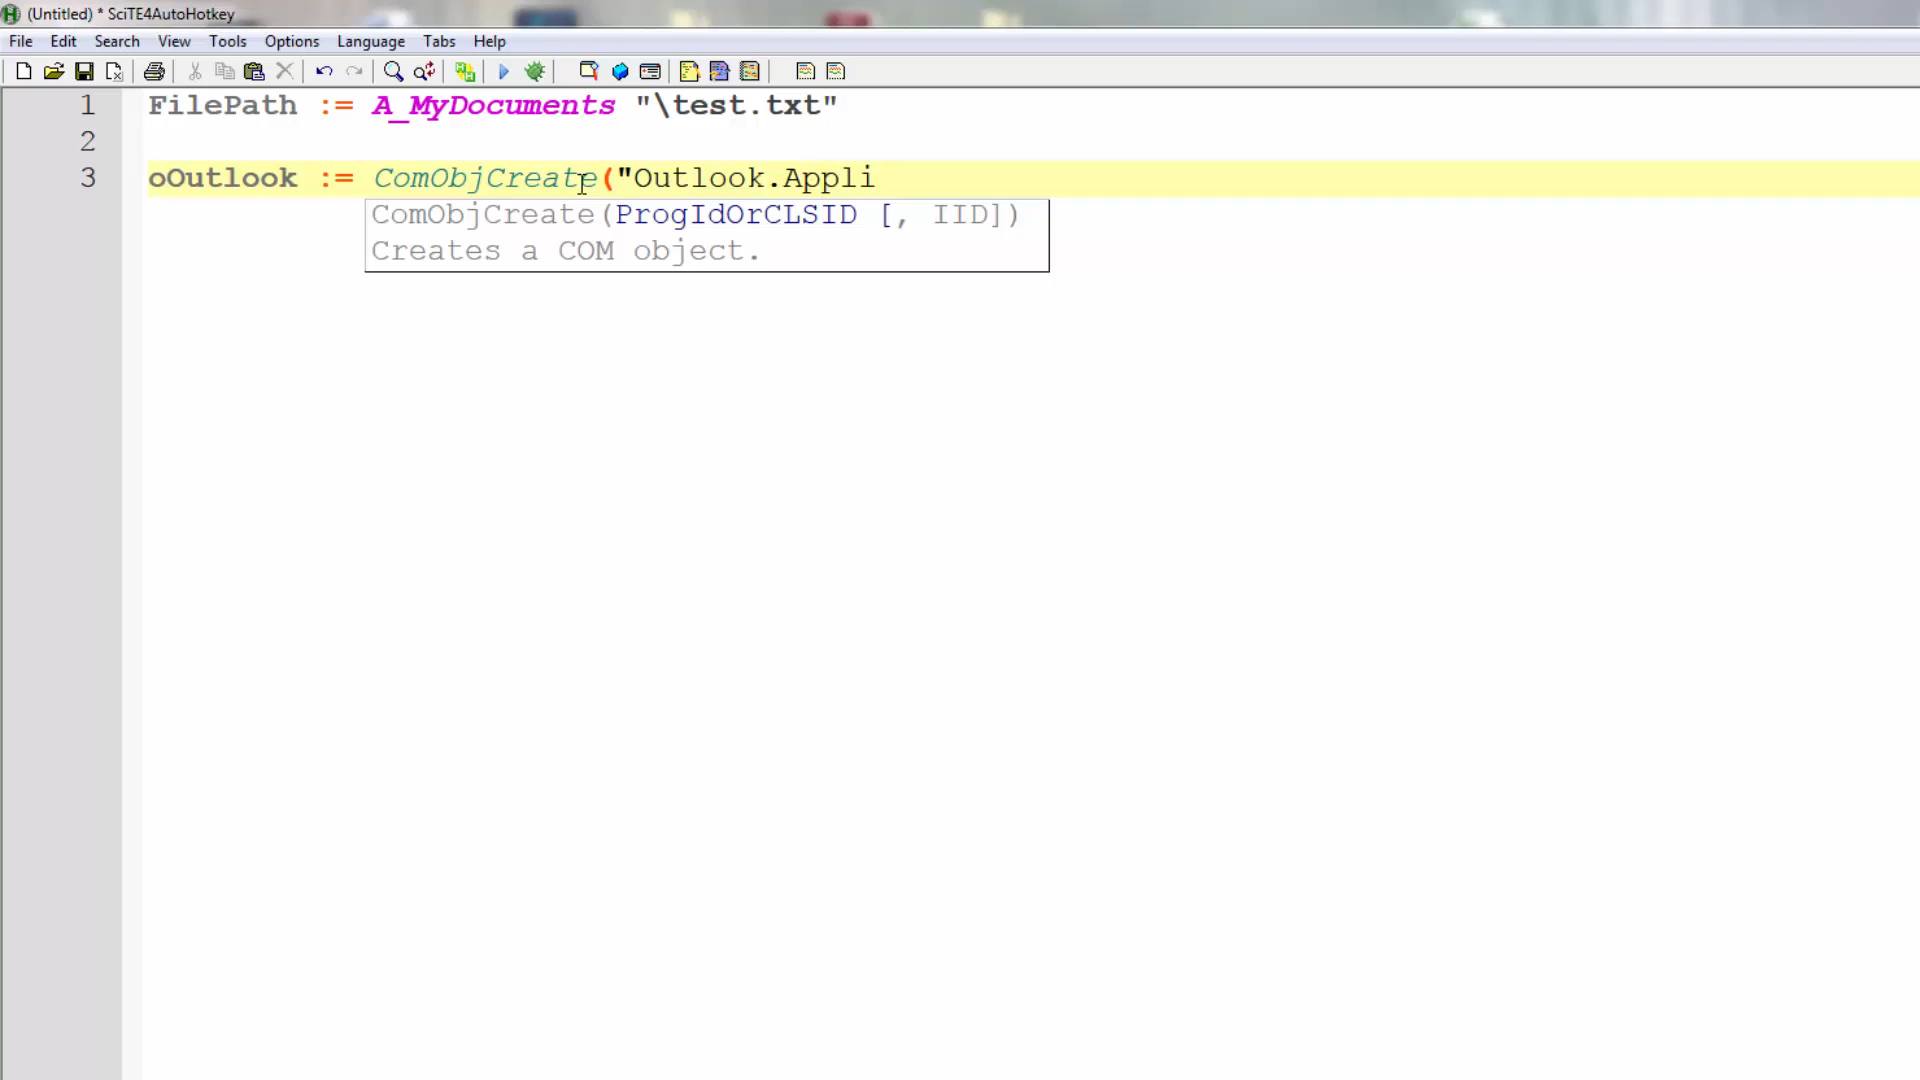 (Untitled) * SciTE4AutoHotkey
File Edit Search View Tools Options Language Tabs Help
1 FilePath := A_MyDocuments "\test.txt"
2
3 oOutlook := ComObjCreate("Outlook.Appli
ComObjCreate(ProgIdOrCLSID [, IID])
Creates a COM object.